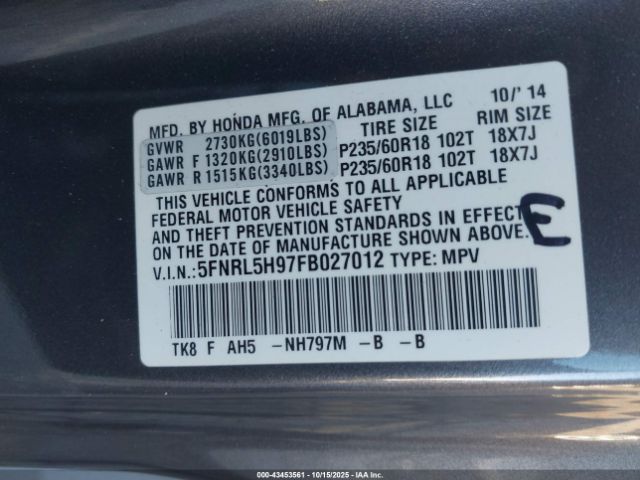 MFD. BY HONDA MFG. OF ALABAMA, LLC 10/'14
GVWR 2730KG(6019LBS) TIRE SIZE RIM SIZE
GAWR F 1320KG(2910LBS) P235/60R18 102T 18X7J
GAWR R 1515KG(3340LBS) P235/60R18 102T 18X7J
THIS VEHICLE CONFORMS TO ALL APPLICABLE
FEDERAL MOTOR VEHICLE SAFETY
AND THEFT PREVENTION STANDARDS IN EFFECT
ON THE DATE OF MANUFACTURE SHOWN ABOVE.
E
V.I.N.: 5FNRL5H97FB027012 TYPE: MPV
TK8 F AH5 -NH797M -B -B
000-43453561 | 10/15/2025 | IAA, Inc.